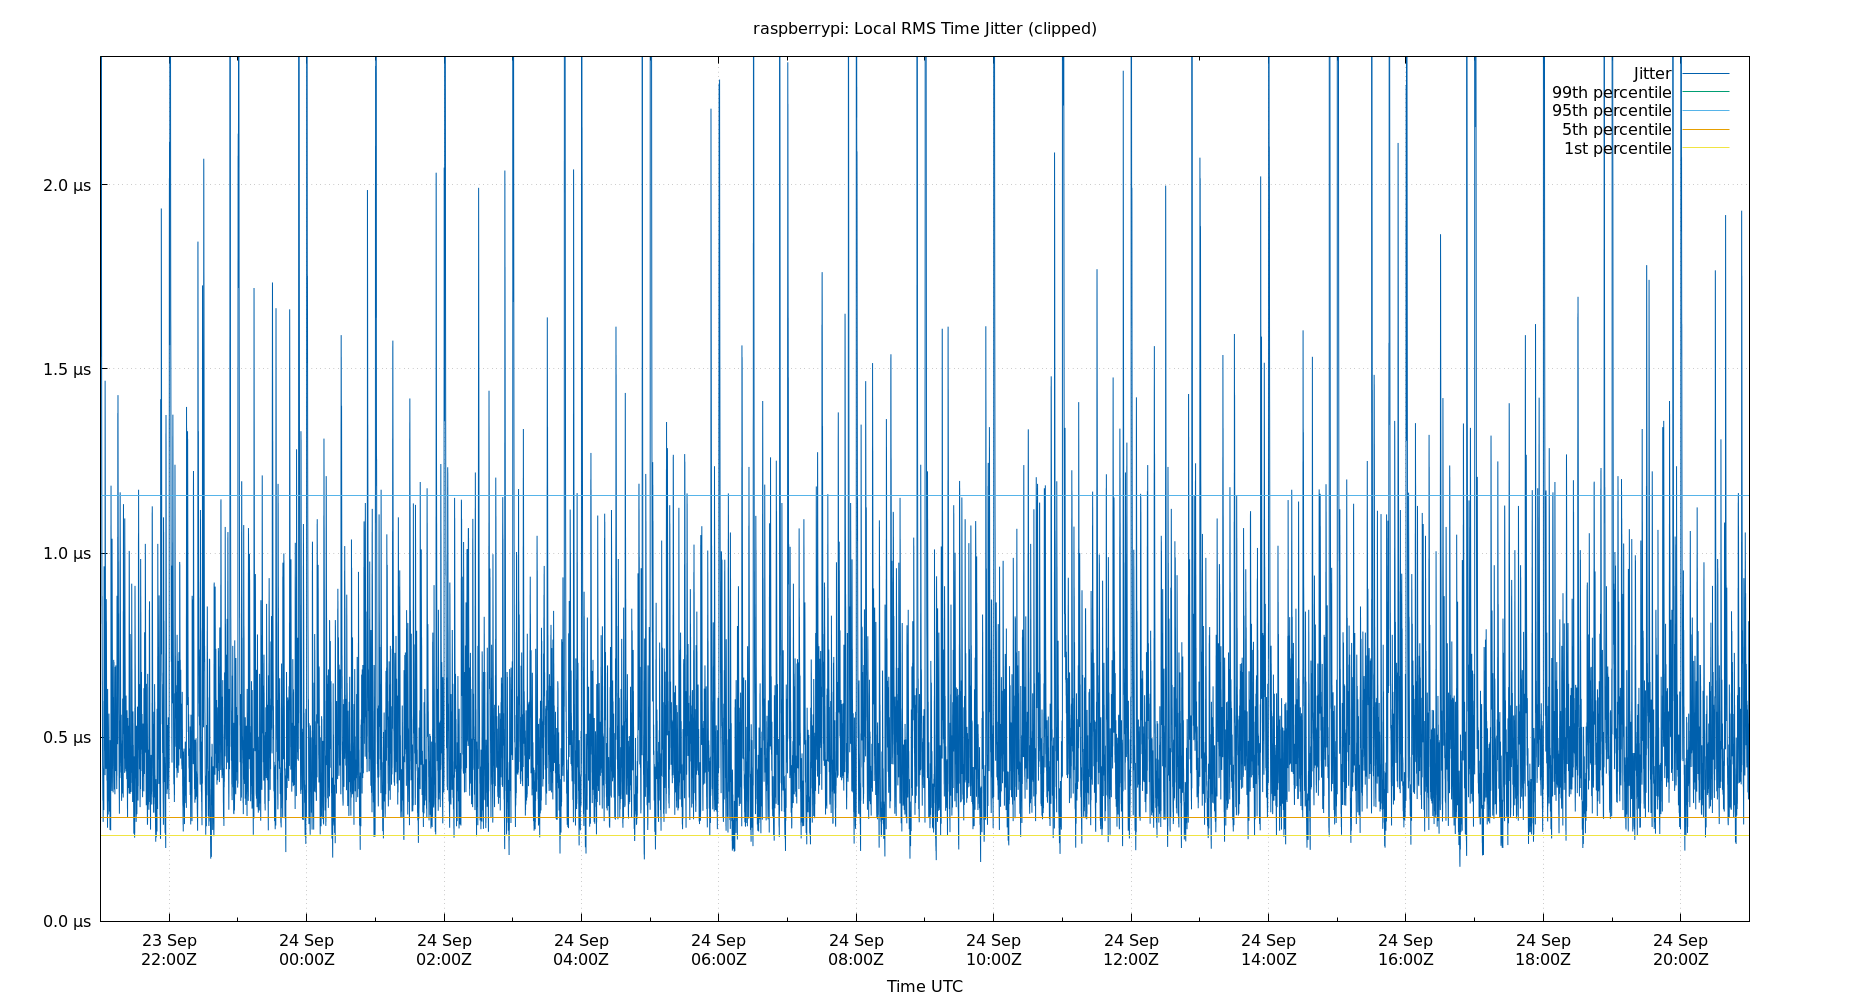 raspberrypi: Local RMS Time Jitter (clipped)
Jitter
99th percentile
95th percentile
5th percentile
1st percentile
2.0 µs
1.5 µs
1.0 µs
0.5 µs
0.0 µs
23 Sep 24 Sep 24 Sep 24 Sep 24 Sep 24 Sep 24 Sep 24 Sep 24 Sep 24 Sep 24 Sep 24 Sep
22:00Z 00:00Z 02:00Z 04:00Z 06:00Z 08:00Z 10:00Z 12:00Z 14:00Z 16:00Z 18:00Z 20:00Z
Time UTC